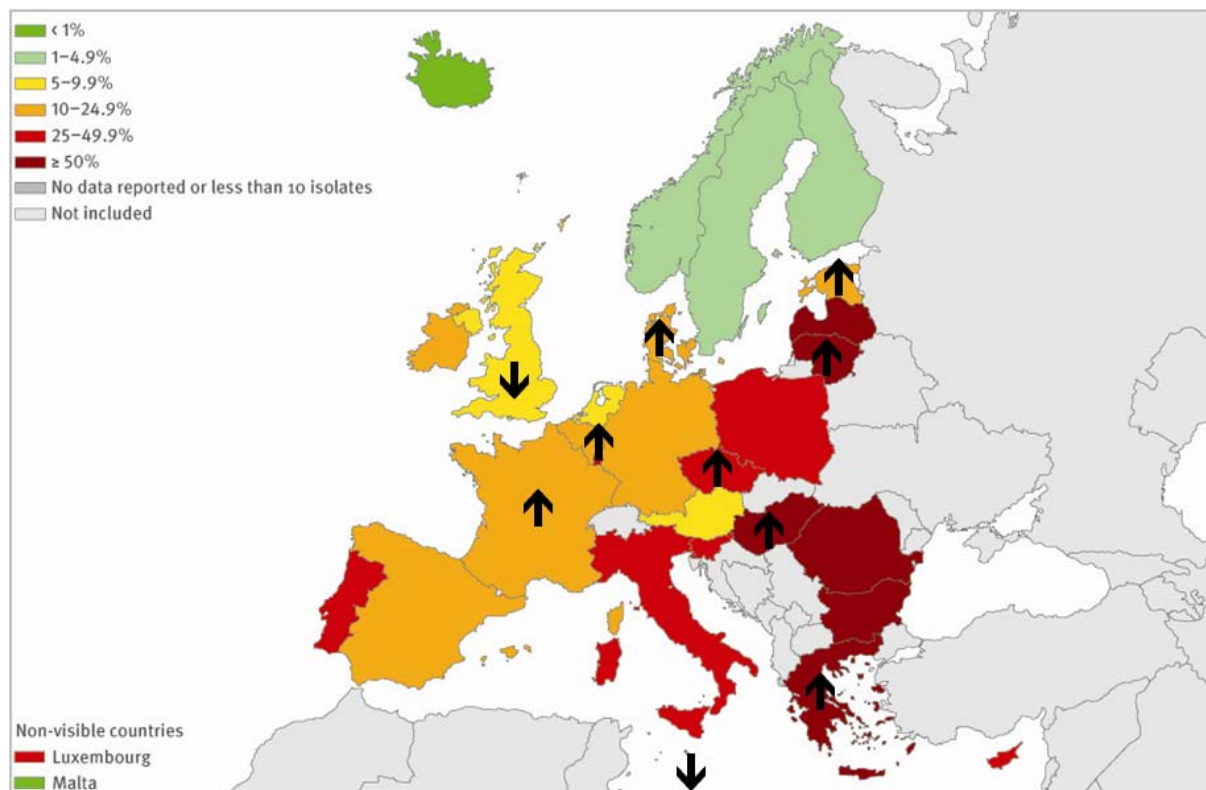 < 1%
1–4.9%
5–9.9%
10–24.9%
25–49.9%
≥ 50%
No data reported or less than 10 isolates
Not included
Non-visible countries
Luxembourg
Malta